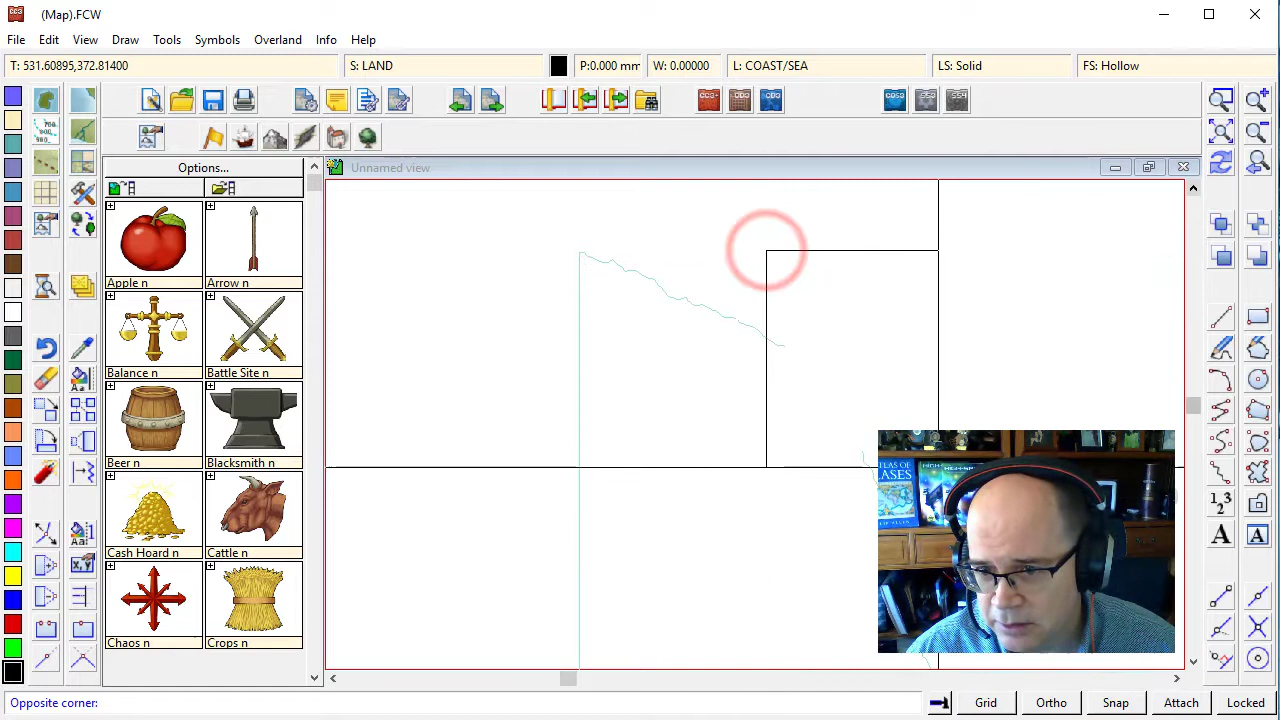 (Map).FCW
File Edit View Draw Tools Symbols Overland Info Help
T: 531.60895,372.81400
S: LAND
P:0.000 mm
W: 0.00000
L: COAST/SEA
LS: Solid
FS: Hollow
Options...
Unnamed view
Apple n
Arrow n
Balance n
Battle Site n
Beer n
Blacksmith n
Cash Hoard n
Cattle n
Chaos n
Crops n
ATLAS OF
Opposite corner:
Grid
Ortho
Snap
Attach
Locked